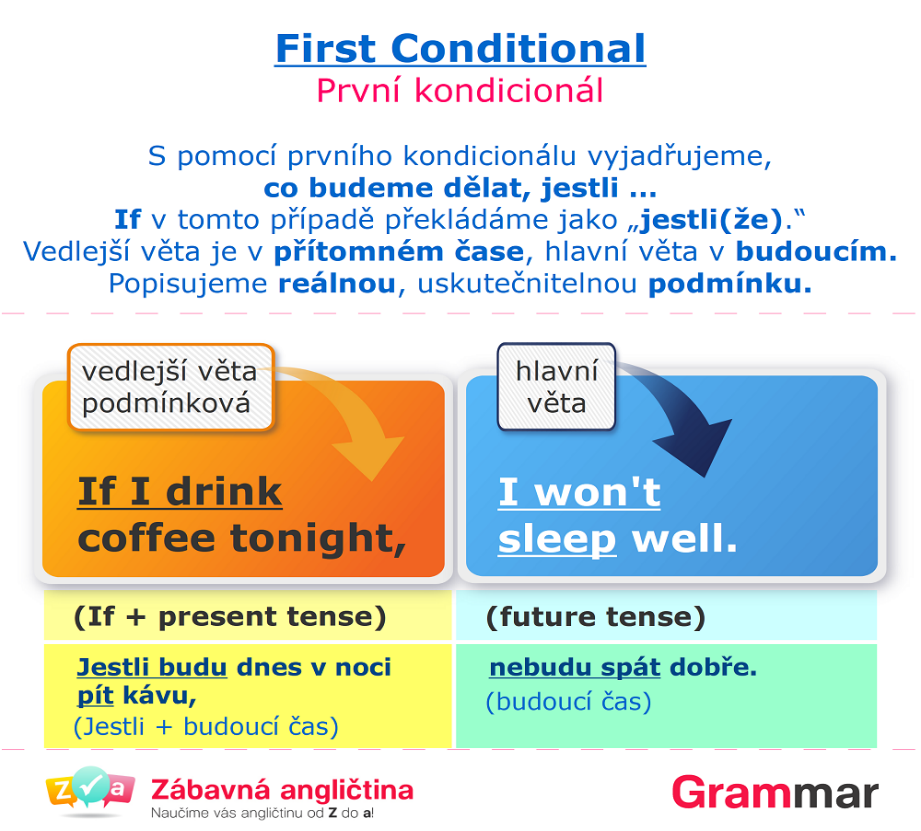 First Conditional
První kondicionál
S pomocí prvního kondicionálu vyjadřujeme,
co budeme dělat, jestli ...
If v tomto případě překládáme jako „jestli(že).“
Vedlejší věta je v přítomném čase, hlavní věta v budoucím.
Popisujeme reálnou, uskutečnitelnou podmínku.
vedlejší věta
podmínková
If I drink
coffee tonight,
(If + present tense)
Jestli budu dnes v noci
pít kávu,
(Jestli + budoucí čas)
hlavní
věta
I won't
sleep well.
(future tense)
nebudu spát dobře.
(budoucí čas)
Z a
Zábavná angličtina
Naučíme vás angličtinu od Z do a!
Grammar